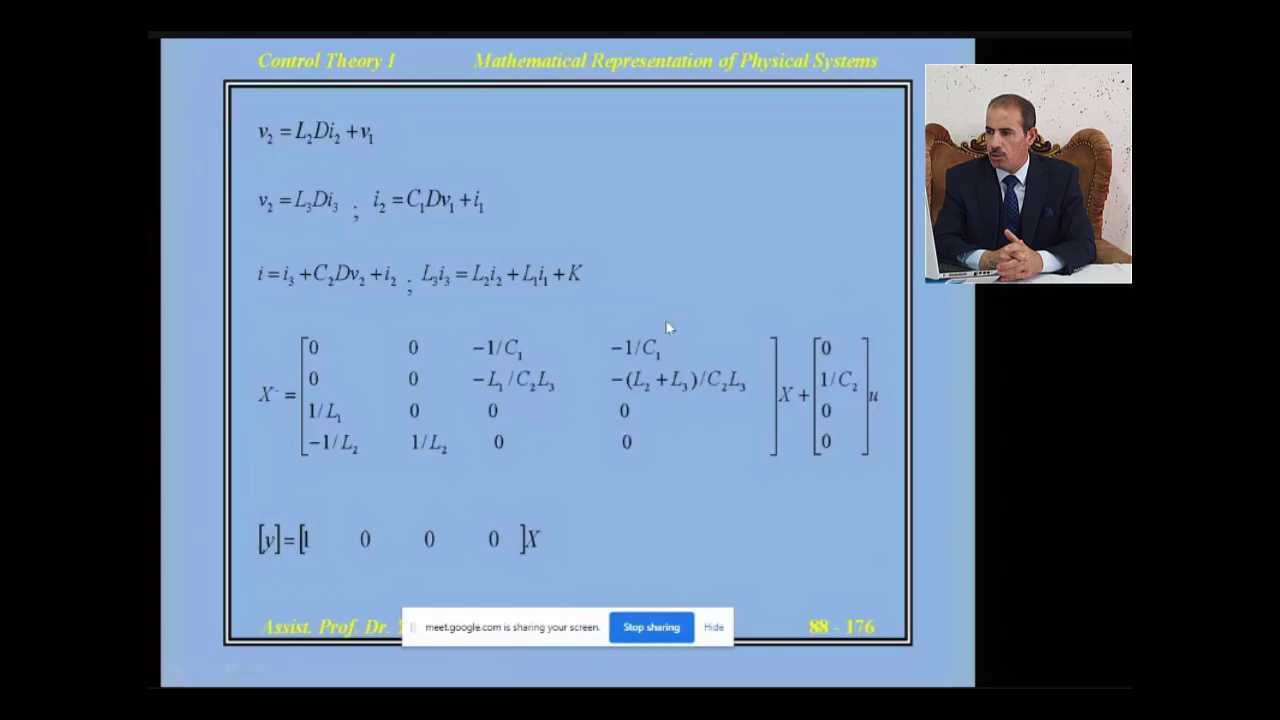 Control Theory I Mathematical Representation of Physical Systems
v₂ = L₂Di₂ + v₁
v₂ = L₃Di₃ ; i₂ = C₁Dv₁ + i₁
i = i₃ + C₂Dv₂ + i₂ ; L₃i₃ = L₂i₂ + L₁i₁ + K
X· = [0 0 −1/C₁ −1/C₁
0 0 −L₁/C₂L₃ −(L₂+L₃)/C₂L₃
1/L₁ 0 0 0
−1/L₂ 1/L₂ 0 0] X + [0 1/C₂ 0 0] u
[y] = [1 0 0 0 ]X
Assist. Prof. Dr.
meet.google.com is sharing your screen. Stop sharing Hide
88 - 176